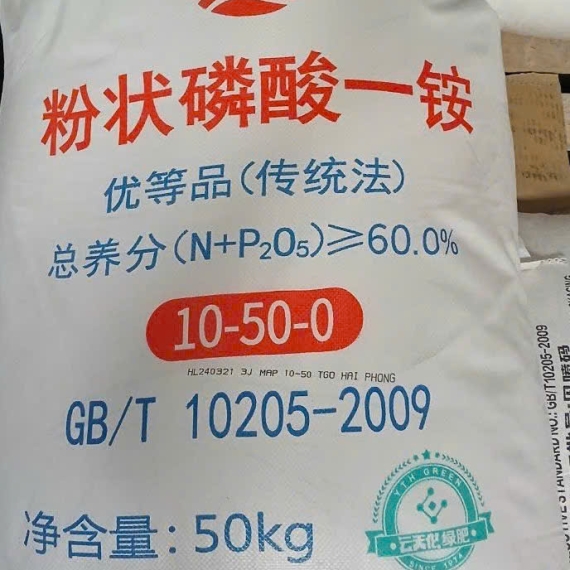 粉状磷酸一铵
优等品(传统法)
总养分(N+P₂O₅)≥60.0%
10-50-0
HL240321 3J MAP 10-50 TGO HAI PHONG
GB/T 10205-2009
净含量:50kg
YTH GREEN
云天化绿肥
SINCE 1974
GB/T10205-2009